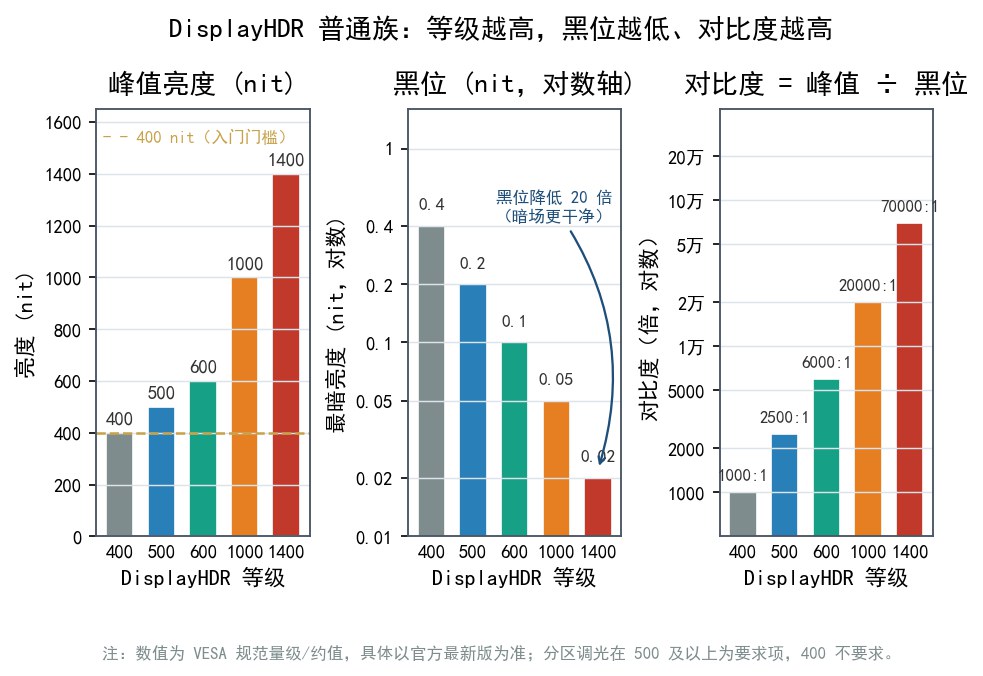 DisplayHDR 普通族：等级越高，黑位越低、对比度越高
峰值亮度 (nit)
亮度 (nit)
1600
1400
1200
1000
800
600
400
200
0
400 nit（入门门槛）
400
500
600
1000
1400
400 500 600 1000 1400
DisplayHDR 等级
黑位 (nit, 对数轴)
最暗亮度 (nit, 对数)
1
0.4
0.2
0.1
0.05
0.02
0.01
黑位降低 20 倍
（暗场更干净）
0.4
0.2
0.1
0.05
0.02
400 500 600 1000 1400
DisplayHDR 等级
对比度 = 峰值 ÷ 黑位
对比度（倍，对数）
20万
10万
5万
2万
1万
5000
2000
1000
1000:1
2500:1
6000:1
20000:1
70000:1
400 500 600 1000 1400
DisplayHDR 等级
注：数值为 VESA 规范量级/约值，具体以官方最新版为准；分区调光在 500 及以上为要求项，400 不要求。